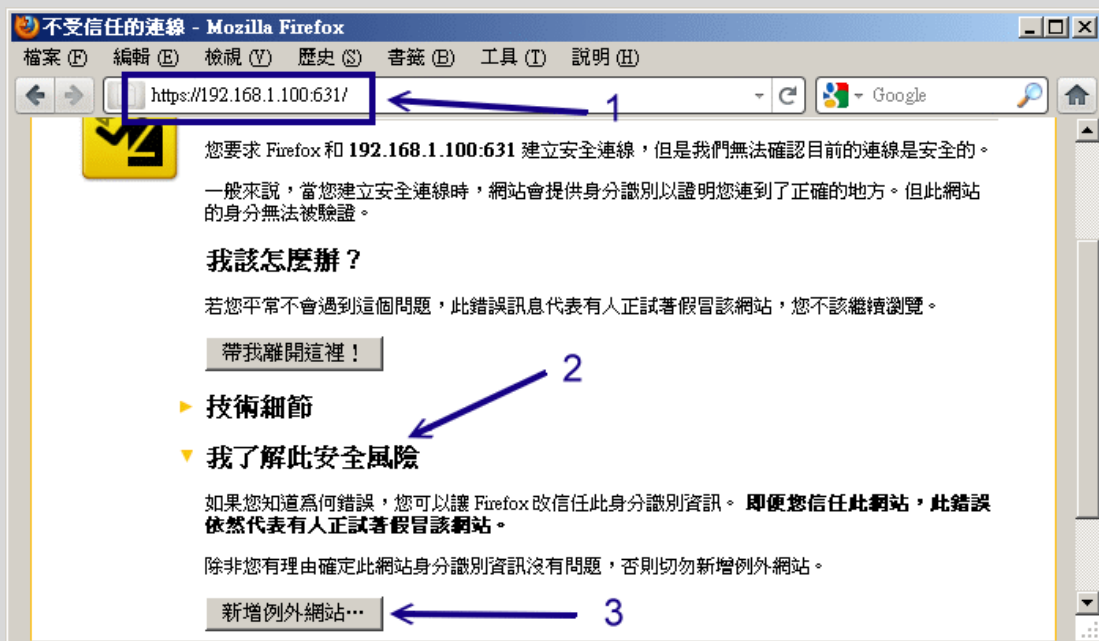 不受信任的連線 - Mozilla Firefox
檔案(F) 編輯(E) 檢視(V) 歷史(S) 書籤(B) 工具(T) 說明(H)
https://192.168.1.100:631/
Google
1
您要求 Firefox 和 192.168.1.100:631 建立安全連線，但是我們無法確認目前的連線是安全的。
一般來說，當您建立安全連線時，網站會提供身分識別以證明您連到了正確的地方。但此網站
的身分無法被驗證。
我該怎麼辦？
若您平常不會遇到這個問題，此錯誤訊息代表有人正試著假冒該網站，您不該繼續瀏覽。
帶我離開這裡！
2
技術細節
我了解此安全風險
如果您知道為何錯誤，您可以讓 Firefox 改信任此身分識別資訊。 即便您信任此網站，此錯誤
依然代表有人正試著假冒該網站。
除非您有理由確定此網站身分識別資訊沒有問題，否則切勿新增例外網站。
新增例外網站…
3